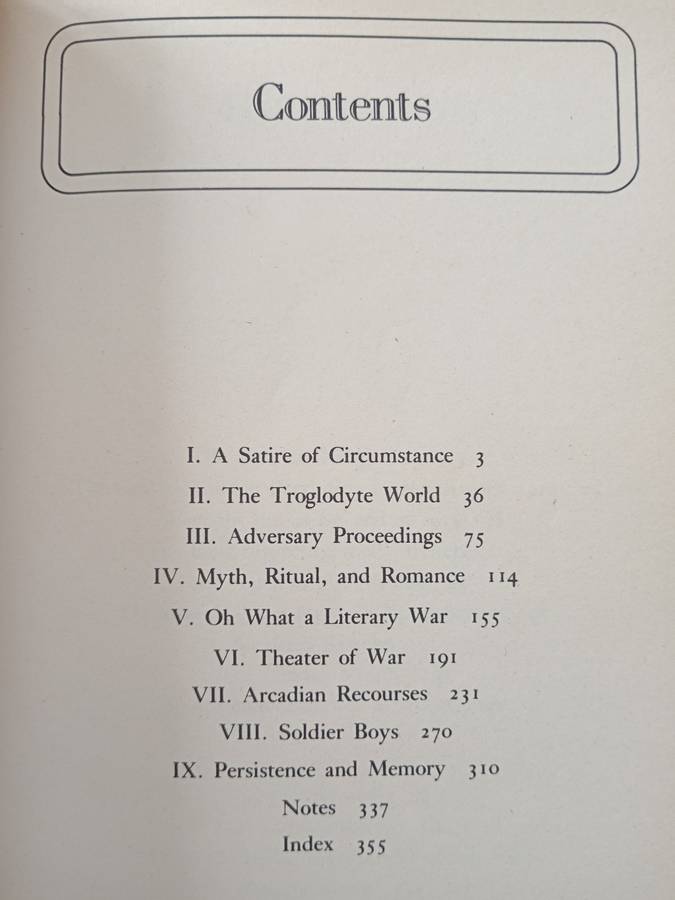 Contents
I. A Satire of Circumstance 3
II. The Troglodyte World 36
III. Adversary Proceedings 75
IV. Myth, Ritual, and Romance 114
V. Oh What a Literary War 155
VI. Theater of War 191
VII. Arcadian Recourses 231
VIII. Soldier Boys 270
IX. Persistence and Memory 310
Notes 337
Index 355